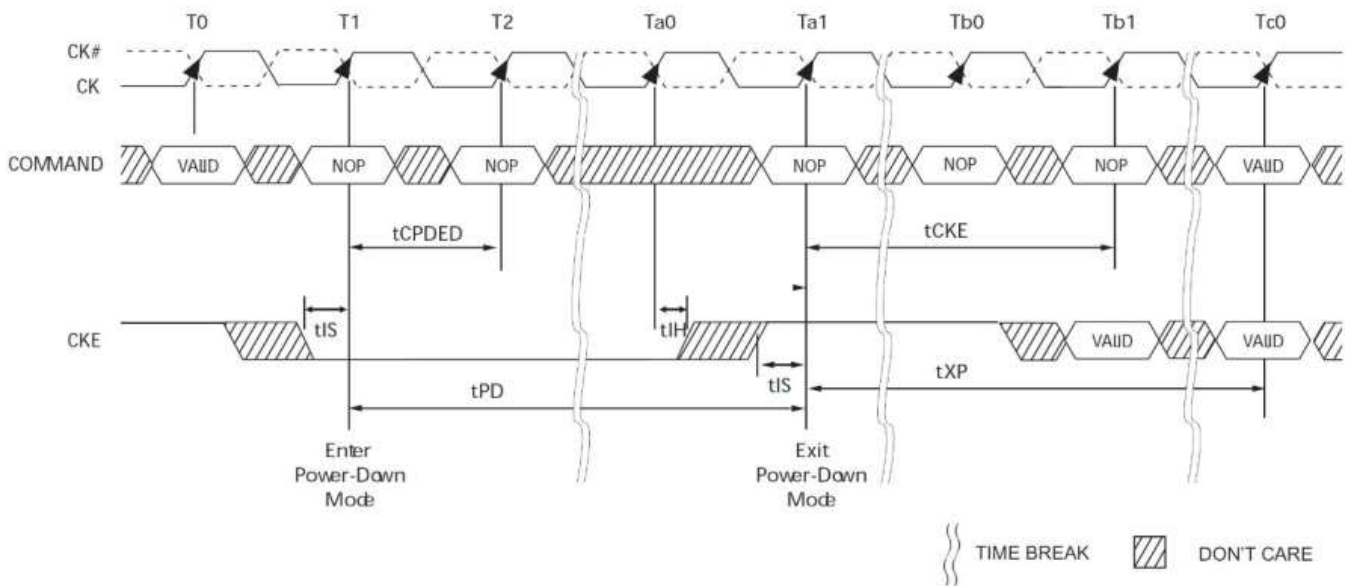 T0 T1 T2 Ta0 Ta1 Tb0 Tb1 Tc0
CK#
CK
COMMAND VALID NOP NOP NOP NOP NOP VALID
tCPDED tCKE
tIS tIH
CKE VALID VALID
tIS
tPD tXP
Enter
Power-Down
Mode
Exit
Power-Down
Mode
TIME BREAK DON'T CARE